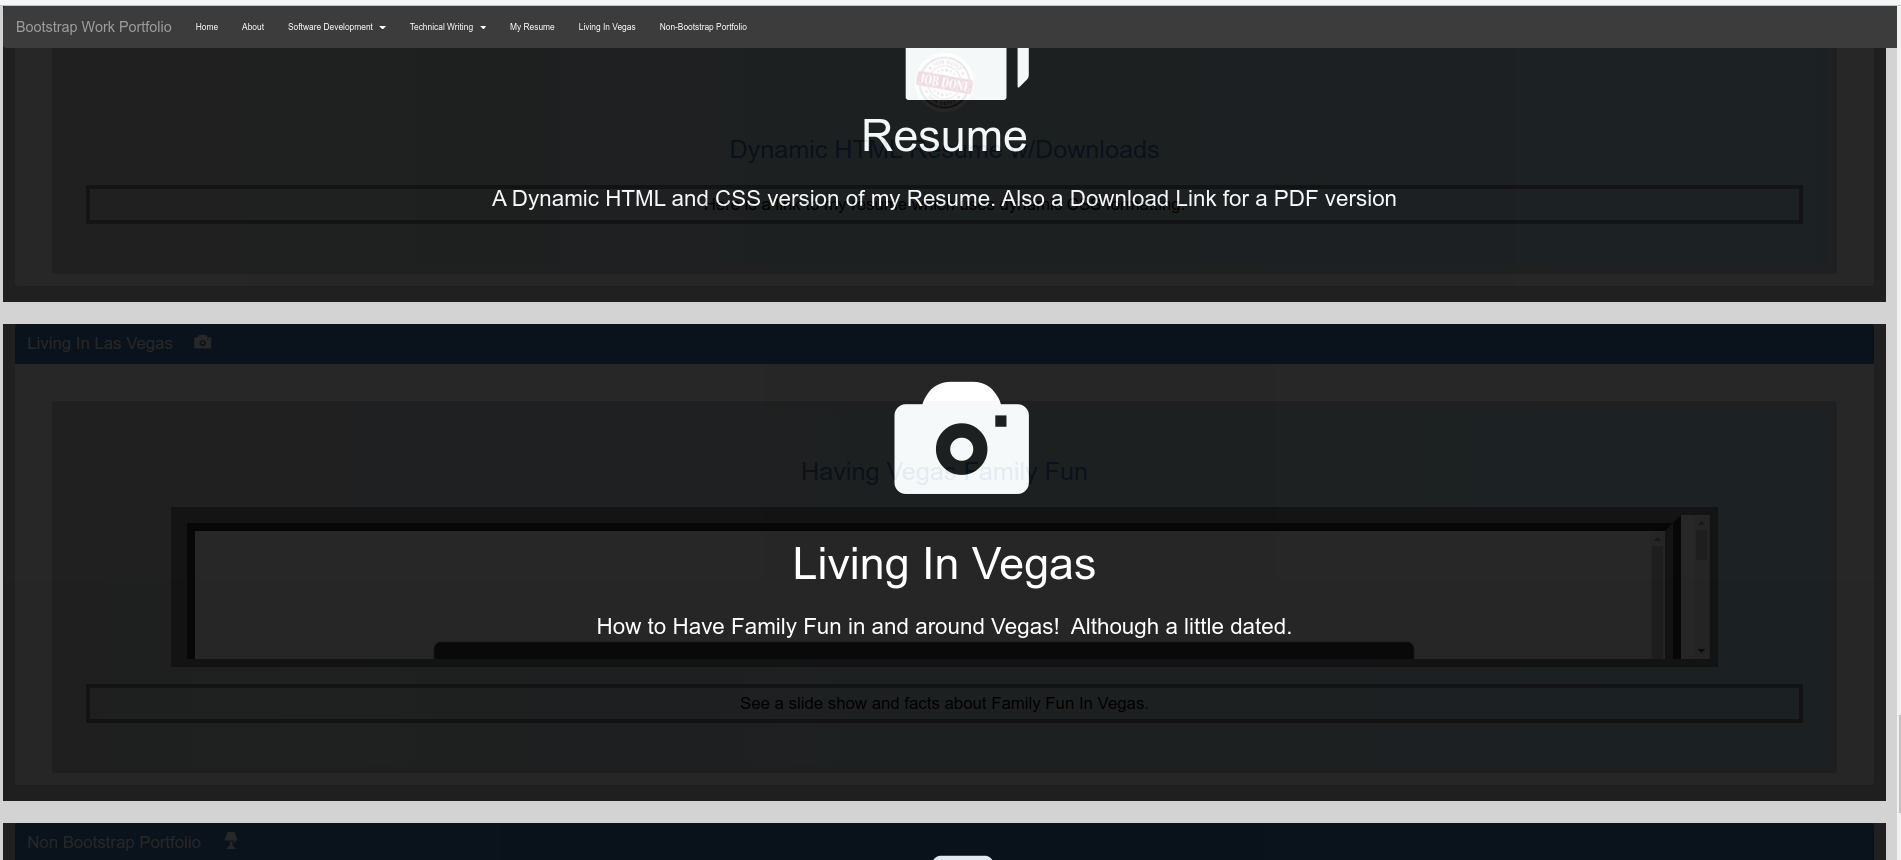 Bootstrap Work Portfolio Home About Software Development Technical Writing My Resume Living In Vegas Non-Bootstrap Portfolio
JOB DONE
Resume
Dynamic HTML Resume w/Downloads
A Dynamic HTML and CSS version of my Resume. Also a Download Link for a PDF version
Living In Las Vegas
Having Vegas Family Fun
Living In Vegas
How to Have Family Fun in and around Vegas! Although a little dated.
See a slide show and facts about Family Fun In Vegas.
Non Bootstrap Portfolio